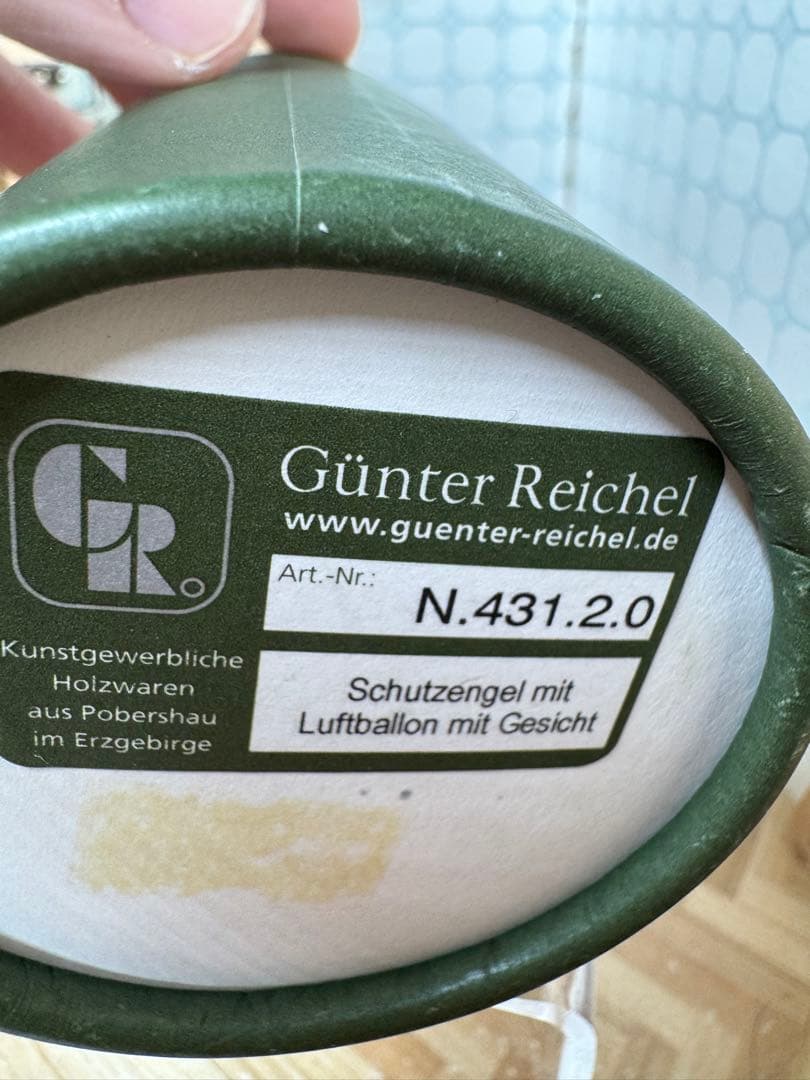 GR
Günter Reichel
www.guenter-reichel.de
Art.-Nr.:
N.431.2.0
Kunstgewerbliche
Holzwaren
aus Pobershau
im Erzgebirge
Schutzengel mit
Luftballon mit Gesicht